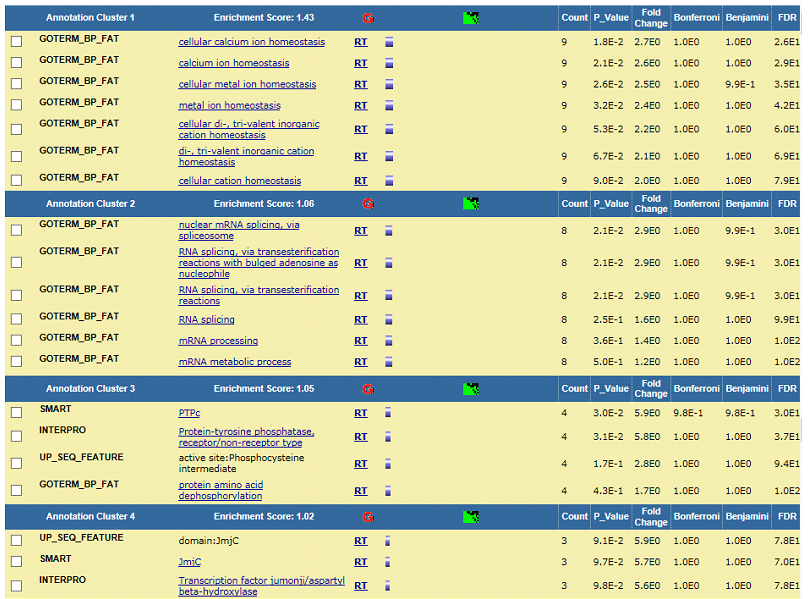 Annotation Cluster 1 Enrichment Score: 1.43 G Count P_Value Fold Change Bonferroni Benjamini FDR
GOTERM_BP_FAT cellular calcium ion homeostasis RT 9 1.8E-2 2.7E0 1.0E0 1.0E0 2.6E1
GOTERM_BP_FAT calcium ion homeostasis RT 9 2.1E-2 2.6E0 1.0E0 1.0E0 2.9E1
GOTERM_BP_FAT cellular metal ion homeostasis RT 9 2.6E-2 2.5E0 1.0E0 9.9E-1 3.5E1
GOTERM_BP_FAT metal ion homeostasis RT 9 3.2E-2 2.4E0 1.0E0 1.0E0 4.2E1
GOTERM_BP_FAT cellular di-, tri-valent inorganic
cation homeostasis RT 9 5.3E-2 2.2E0 1.0E0 1.0E0 6.0E1
GOTERM_BP_FAT di-, tri-valent inorganic cation
homeostasis RT 9 6.7E-2 2.1E0 1.0E0 1.0E0 6.9E1
GOTERM_BP_FAT cellular cation homeostasis RT 9 9.0E-2 2.0E0 1.0E0 1.0E0 7.9E1
Annotation Cluster 2 Enrichment Score: 1.06 G Count P_Value Fold Change Bonferroni Benjamini FDR
GOTERM_BP_FAT nuclear mRNA splicing, via
spliceosome RT 8 2.1E-2 2.9E0 1.0E0 9.9E-1 3.0E1
GOTERM_BP_FAT RNA splicing, via transesterification
reactions with bulged adenosine as
nucleophile RT 8 2.1E-2 2.9E0 1.0E0 9.9E-1 3.0E1
GOTERM_BP_FAT RNA splicing, via transesterification
reactions RT 8 2.1E-2 2.9E0 1.0E0 9.9E-1 3.0E1
GOTERM_BP_FAT RNA splicing RT 8 2.5E-1 1.6E0 1.0E0 1.0E0 9.9E1
GOTERM_BP_FAT mRNA processing RT 8 3.6E-1 1.4E0 1.0E0 1.0E0 1.0E2
GOTERM_BP_FAT mRNA metabolic process RT 8 5.0E-1 1.2E0 1.0E0 1.0E0 1.0E2
Annotation Cluster 3 Enrichment Score: 1.05 G Count P_Value Fold Change Bonferroni Benjamini FDR
SMART PTPc RT 4 3.0E-2 5.9E0 9.8E-1 9.8E-1 3.0E1
INTERPRO Protein-tyrosine phosphatase,
receptor/non-receptor type RT 4 3.1E-2 5.8E0 1.0E0 1.0E0 3.7E1
UP_SEQ_FEATURE active site:Phosphocysteine
intermediate RT 4 1.7E-1 2.8E0 1.0E0 1.0E0 9.4E1
GOTERM_BP_FAT protein amino acid
dephosphorylation RT 4 4.3E-1 1.7E0 1.0E0 1.0E0 1.0E2
Annotation Cluster 4 Enrichment Score: 1.02 G Count P_Value Fold Change Bonferroni Benjamini FDR
UP_SEQ_FEATURE domain:JmjC RT 3 9.1E-2 5.9E0 1.0E0 1.0E0 7.8E1
SMART JmjC RT 3 9.7E-2 5.7E0 1.0E0 1.0E0 7.0E1
INTERPRO Transcription factor jumonji/aspartyl
beta-hydroxylase RT 3 9.8E-2 5.6E0 1.0E0 1.0E0 7.8E1